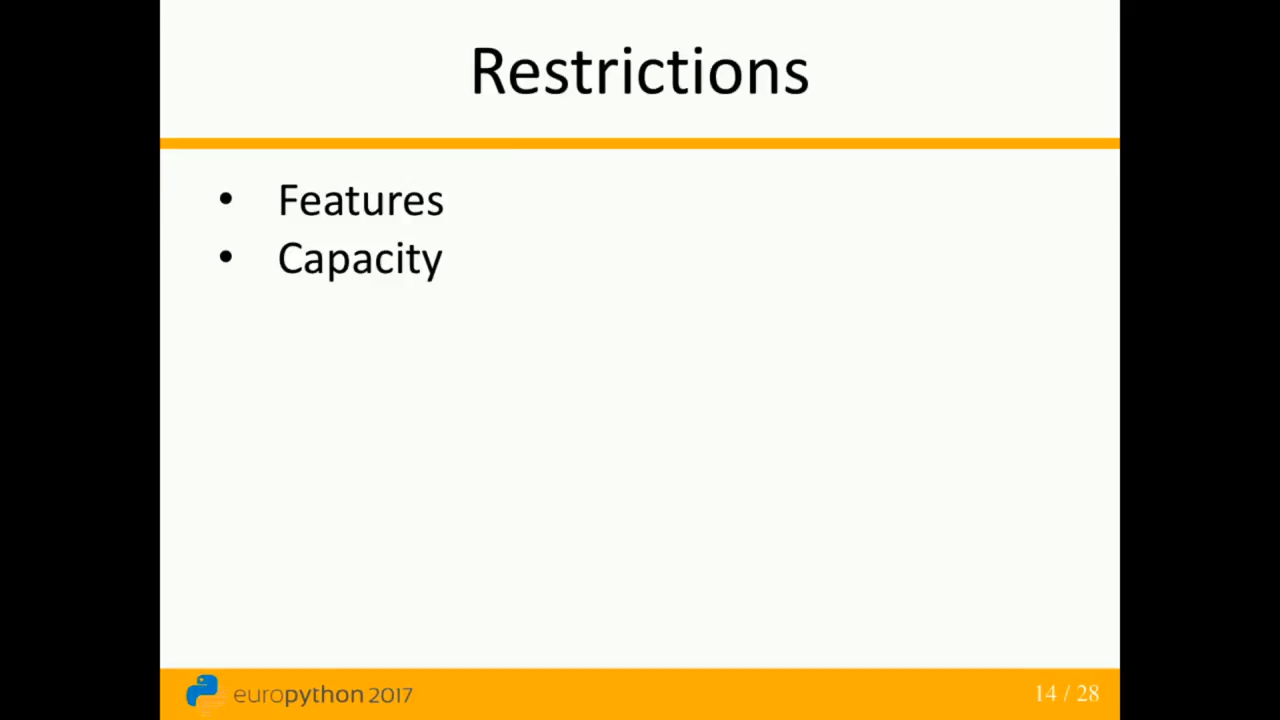 Restrictions
• Features
• Capacity
europython 2017
14 / 28